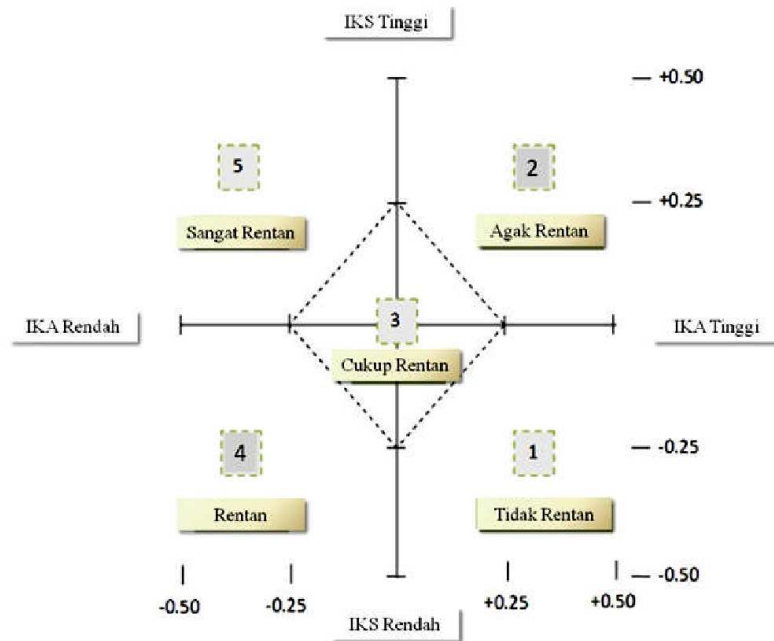 IKS Tinggi
+0.50
5
2
+0.25
Sangat Rentan
Agak Rentan
IKA Rendah
3
IKA Tinggi
Cukup Rentan
4
1
-0.25
Rentan
Tidak Rentan
-0.50
-0.50
-0.25
+0.25
+0.50
IKS Rendah